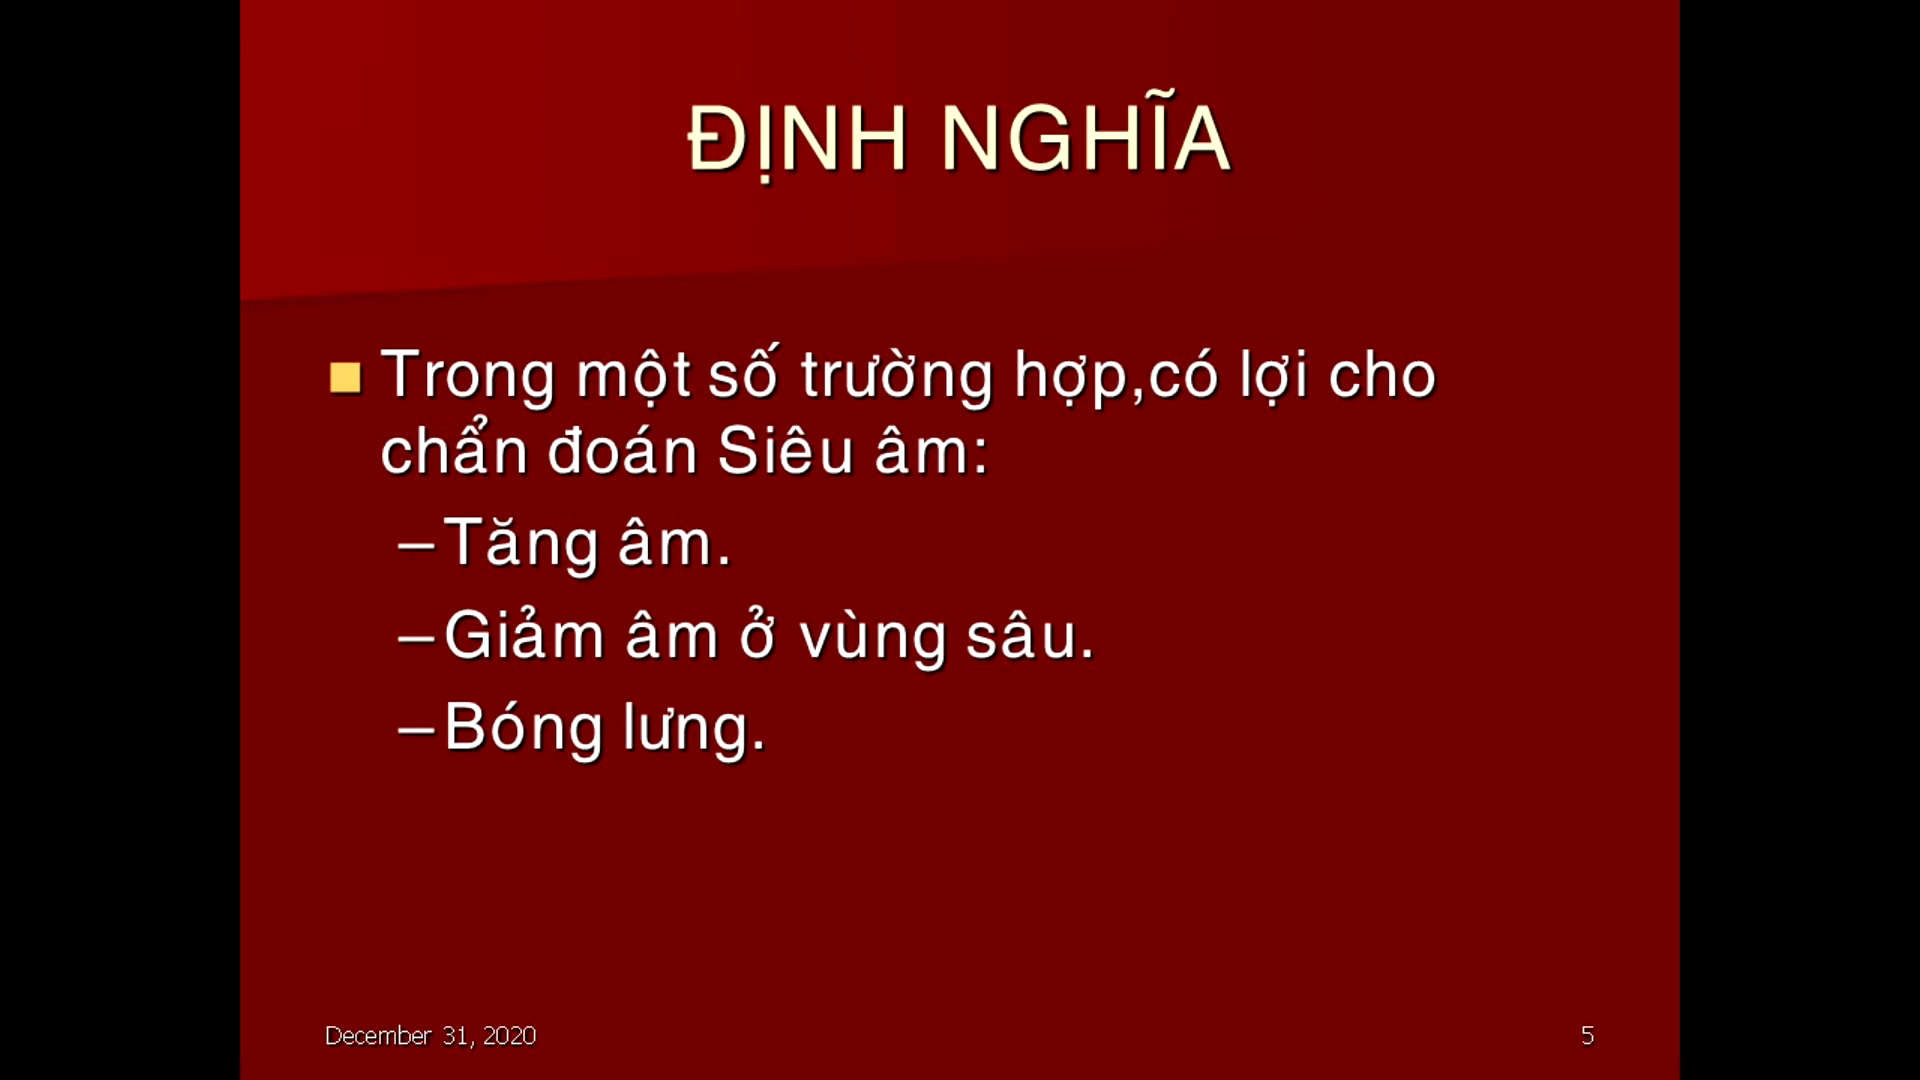 ĐỊNH NGHĨA
Trong một số trường hợp,có lợi cho
chẩn đoán Siêu âm:
–Tăng âm.
–Giảm âm ở vùng sâu.
–Bóng lưng.
December 31, 2020
5